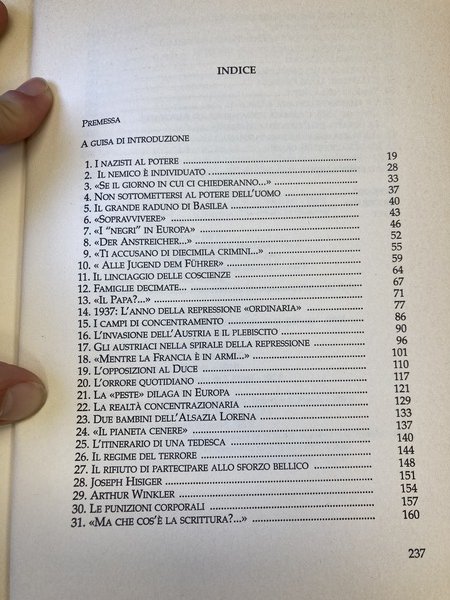 INDICE
PREMESSA
A GUISA DI INTRODUZIONE
1. I NAZISTI AL POTERE 19
2. IL NEMICO È INDIVIDUATO 28
3. «SE IL GIORNO IN CUI CI CHIEDERANNO...» 33
4. NON SOTTOMETTERSI AL POTERE DELL'UOMO 37
5. IL GRANDE RADUNO DI BASILEA 40
6. «SOPRAVVIVERE» 43
7. «I "NEGRI" IN EUROPA» 46
8. «DER ANSTREICHER...» 52
9. «TI ACCUSANO DI DIECIMILA CRIMINI...» 55
10. « ALLE JUGEND DEM FÜHRER» 59
11. IL LINCIAGGIO DELLE COSCIENZE 64
12. FAMIGLIE DECIMATE... 67
13. «IL PAPA?...» 71
14. 1937: L'ANNO DELLA REPRESSIONE «ORDINARIA» 77
15. I CAMPI DI CONCENTRAMENTO 86
16. L'INVASIONE DELL'AUSTRIA E IL PLEBISCITO 90
17. GLI AUSTRIACI NELLA SPIRALE DELLA REPRESSIONE 96
18. «MENTRE LA FRANCIA È IN ARMI...» 101
19. L'OPPOSIZIONI AL DUCE 110
20. L'ORRORE QUOTIDIANO 117
21. LA «PESTE» DILAGA IN EUROPA 121
22. LA REALTÀ CONCENTRAZIONARIA 129
23. DUE BAMBINI DELL'ALSAZIA LORENA 133
24. «IL PIANETA CENERE» 137
25. L'ITINERARIO DI UNA TEDESCA 140
26. IL REGIME DEL TERRORE 144
27. IL RIFIUTO DI PARTECIPARE ALLO SFORZO BELLICO 148
28. JOSEPH HISIGER 151
29. ARTHUR WINKLER 154
30. LE PUNIZIONI CORPORALI 157
31. «MA CHE COS'È LA SCRITTURA?...» 160
237